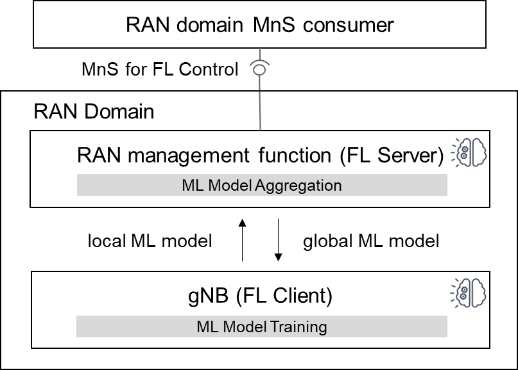 RAN domain MnS consumer
MnS for FL Control
RAN Domain
RAN management function (FL Server)
ML Model Aggregation
local ML model
global ML model
gNB (FL Client)
ML Model Training